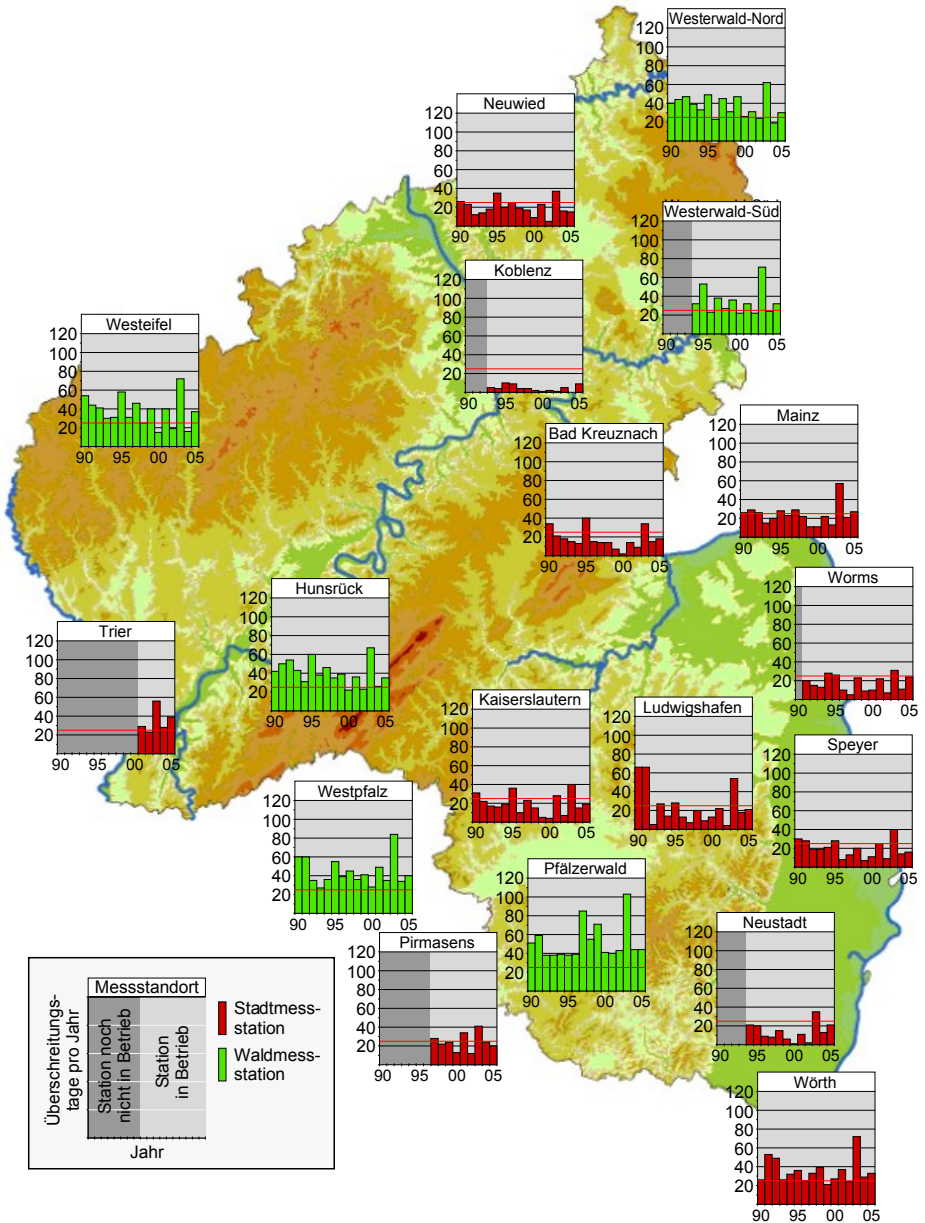 Westerwald-Nord
120
100
80
60
40
20
90 95 00 05
Neuwied
120
100
80
60
40
20
90 95 00 05
Westerwald-Süd
120
100
80
60
40
20
90 95 00 05
Koblenz
120
100
80
60
40
20
90 95 00 05
Westeifel
120
100
80
60
40
20
90 95 00 05
Mainz
120
100
80
60
40
20
90 95 00 05
Bad Kreuznach
120
100
80
60
40
20
90 95 00 05
Worms
120
100
80
60
40
20
90 95 00 05
Hunsrück
120
100
80
60
40
20
90 95 00 05
Trier
120
100
80
60
40
20
90 95 00 05
Kaiserslautern
120
100
80
60
40
20
90 95 00 05
Ludwigshafen
120
100
80
60
40
20
90 95 00 05
Speyer
120
100
80
60
40
20
90 95 00 05
Westpfalz
120
100
80
60
40
20
90 95 00 05
Pfälzerwald
120
100
80
60
40
20
90 95 00 05
Neustadt
120
100
80
60
40
20
90 95 00 05
Pirmasens
120
100
80
60
40
20
90 95 00 05
Wörth
120
100
80
60
40
20
90 95 00 05
Messstandort
Überschreitungs-
tage pro Jahr
Station noch
nicht in Betrieb
Station
in Betrieb
Jahr
Stadtmess-
station
Waldmess-
station